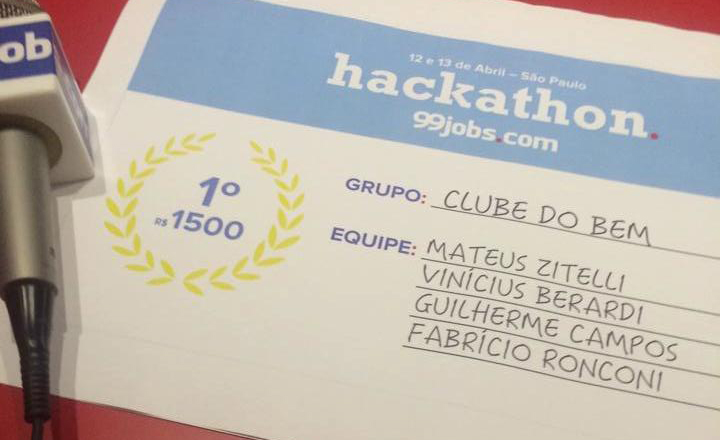 ob
12 e 13 de Abril – São Paulo
hackathon.
99jobs.com
1º
R$ 1500
GRUPO: CLUBE DO BEM
EQUIPE: MATEUS ZITELLI
VINÍCIUS BERARDI
GUILHERME CAMPOS
FABRÍCIO RONCONI